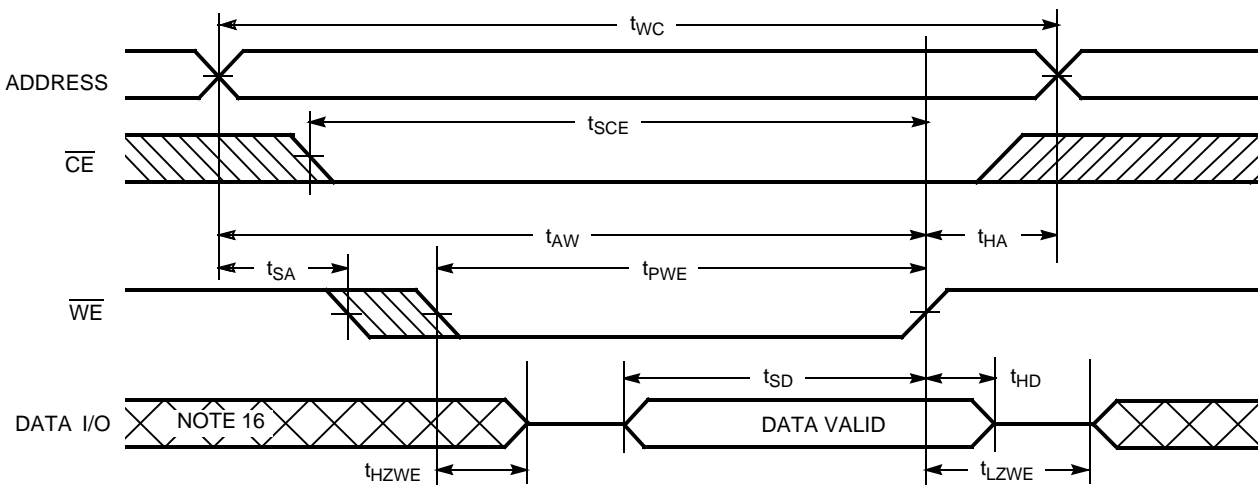 tWC
ADDRESS
tSCE
CE
tAW
tHA
tSA
tPWE
WE
tSD
tHD
DATA I/O
NOTE 16
DATA VALID
tHZWE
tLZWE